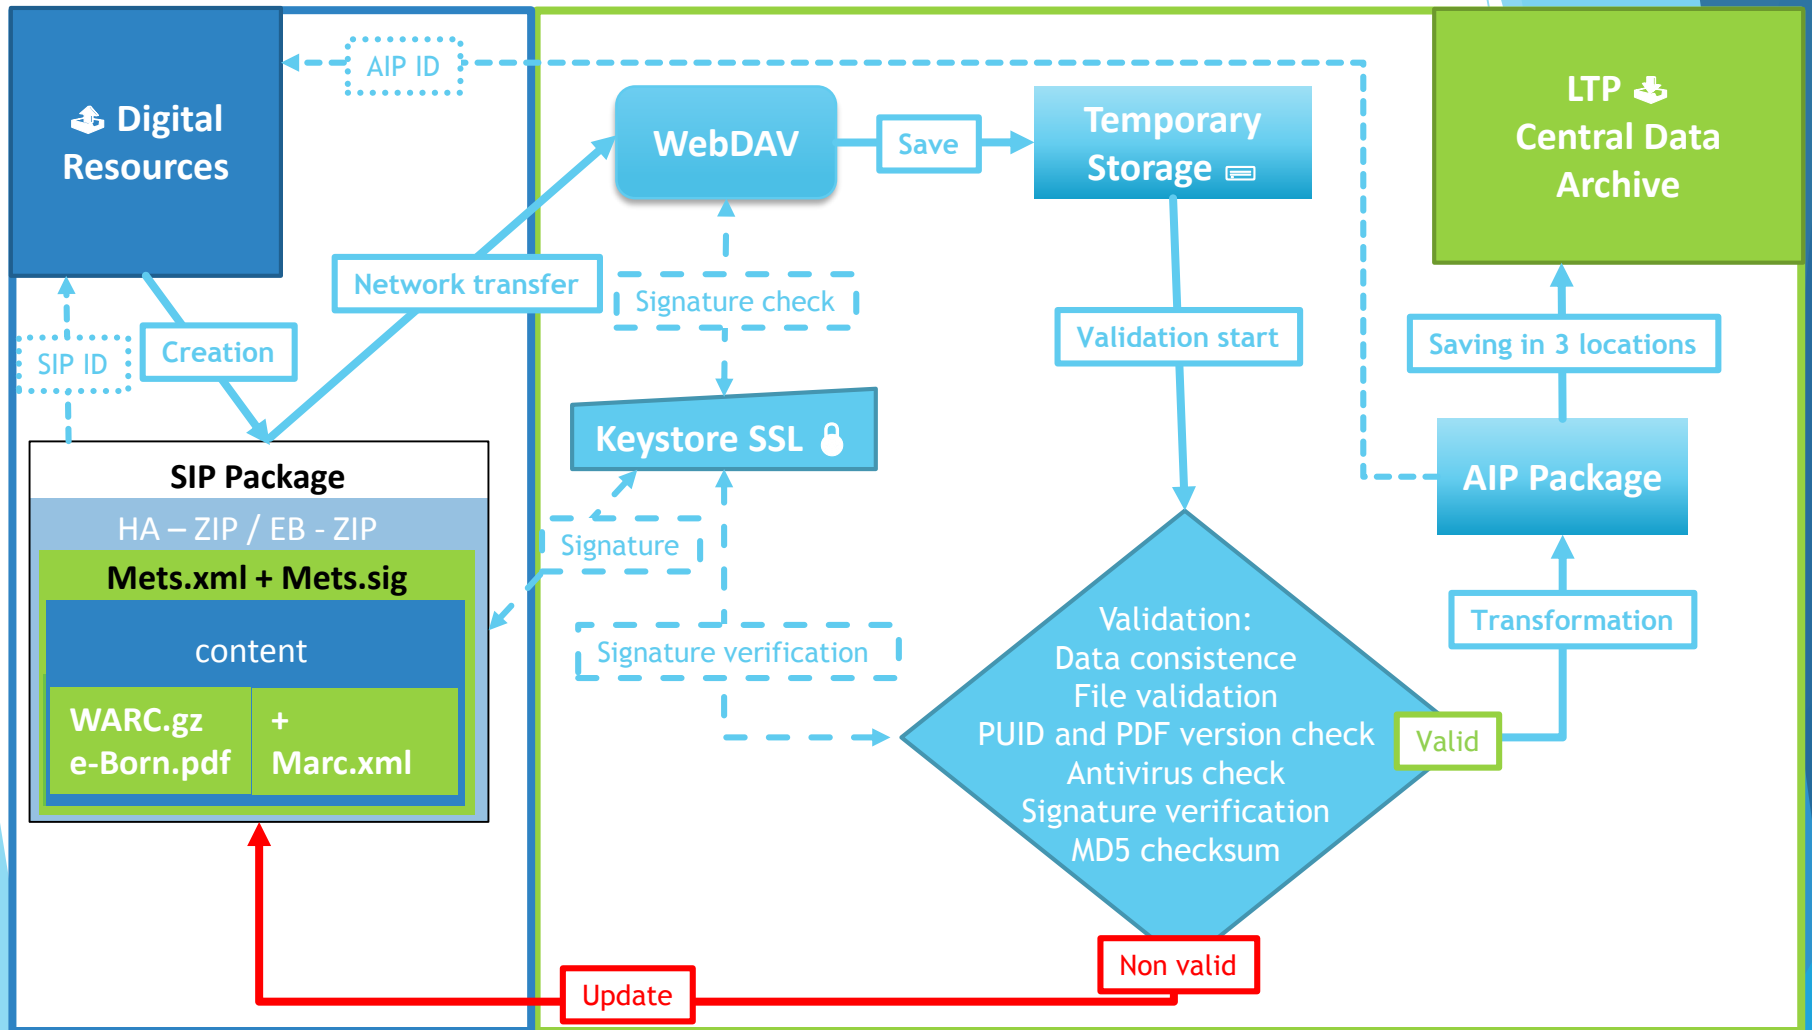 Digital
Resources
AIP ID
WebDAV
Save
Temporary
Storage
LTP
Central Data
Archive
Network transfer
Signature check
Validation start
Saving in 3 locations
SIP ID
Creation
Keystore SSL
AIP Package
SIP Package
HA – ZIP / EB - ZIP
Mets.xml + Mets.sig
content
WARC.gz
e-Born.pdf
+
Marc.xml
Signature
Signature verification
Validation:
Data consistence
File validation
PUID and PDF version check
Antivirus check
Signature verification
MD5 checksum
Transformation
Valid
Non valid
Update